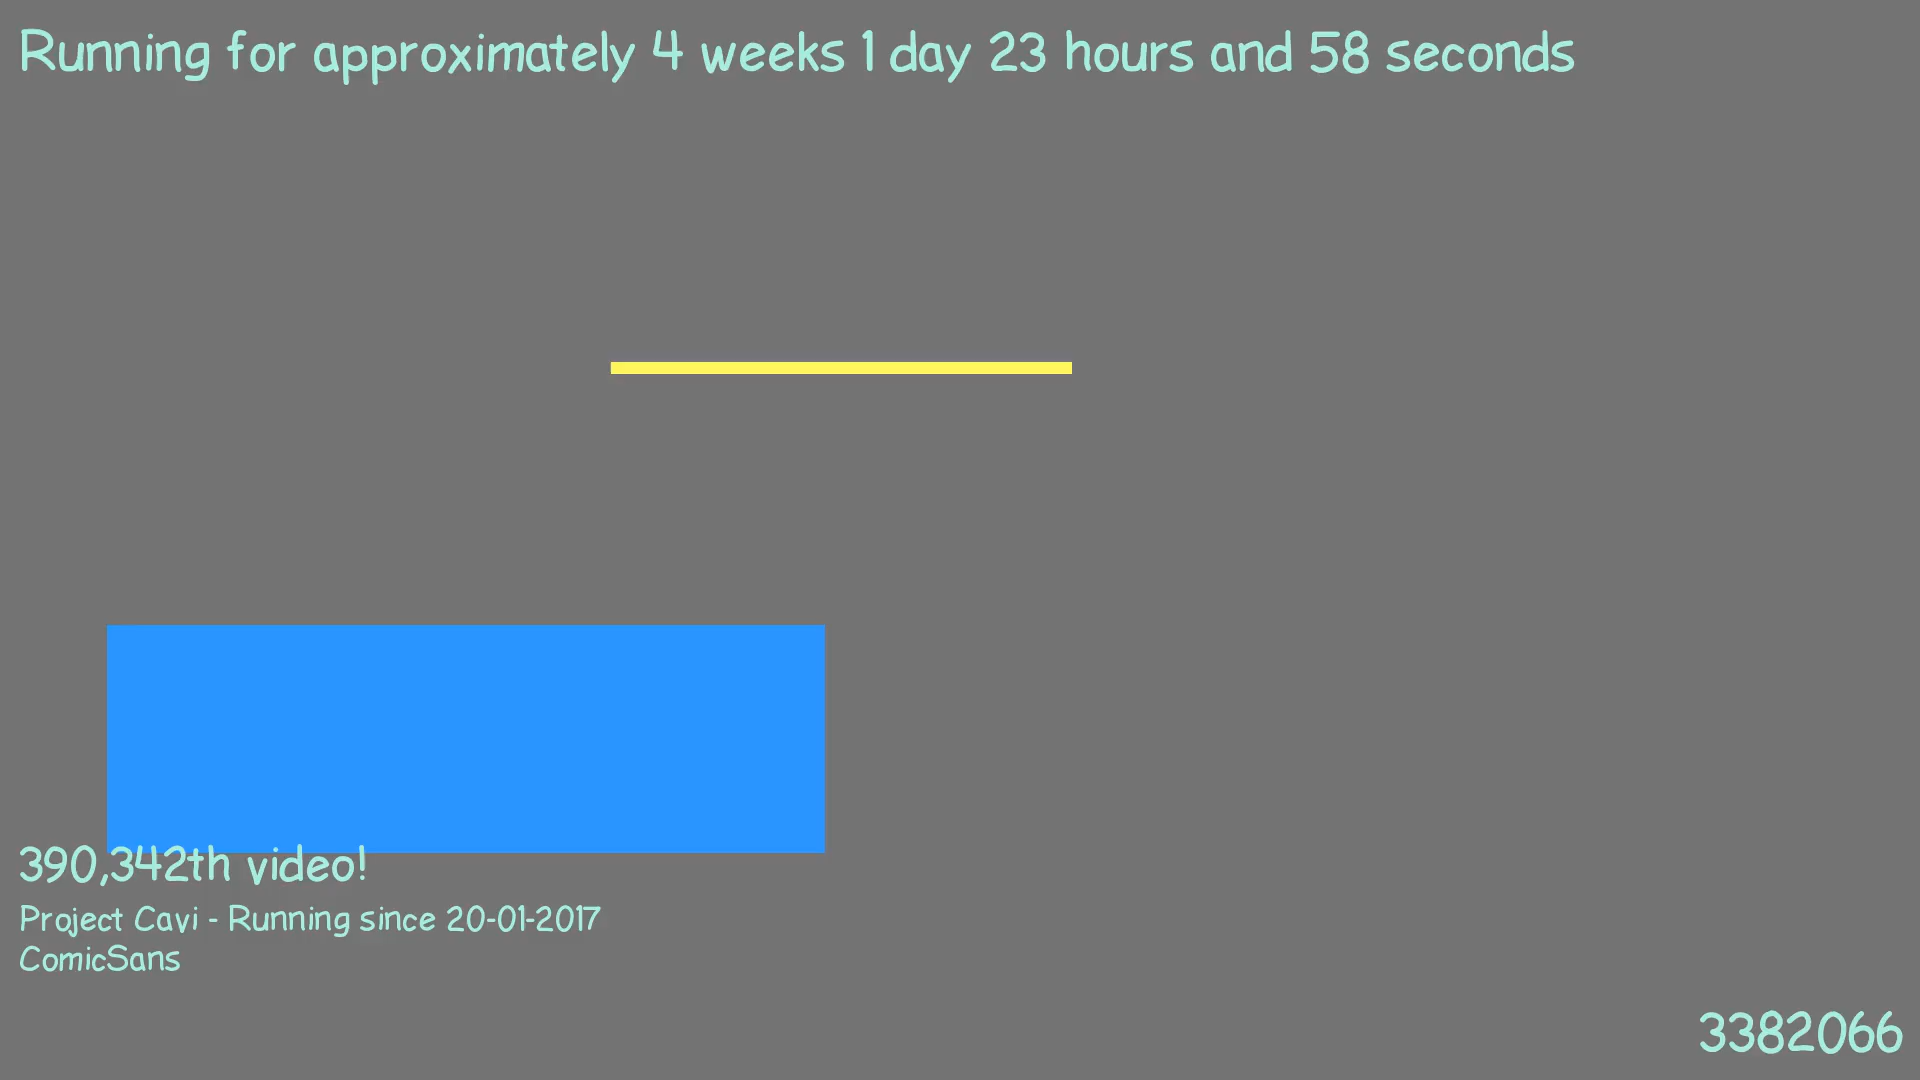 Running for approximately 4 weeks 1 day 23 hours and 58 seconds
390,342th video!
Project Cavi - Running since 20-01-2017
ComicSans
3382066